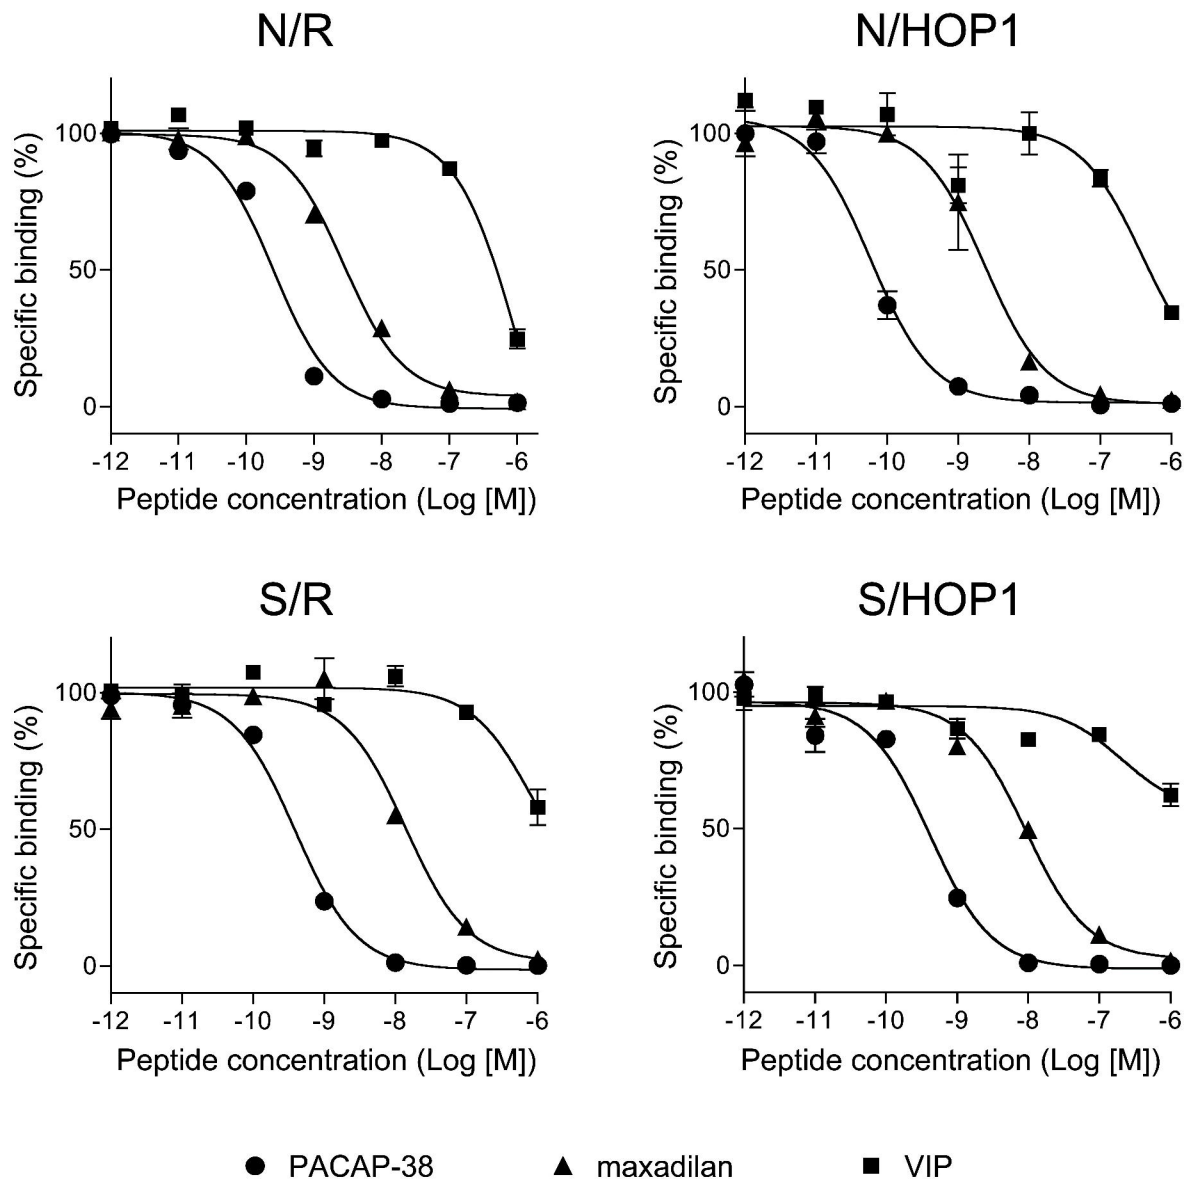 N/R
N/HOP1
Specific binding (%)
100
50
0
-12 -11 -10 -9 -8 -7 -6
Peptide concentration (Log [M])
Specific binding (%)
100
50
0
-12 -11 -10 -9 -8 -7 -6
Peptide concentration (Log [M])
S/R
S/HOP1
Specific binding (%)
100
50
0
-12 -11 -10 -9 -8 -7 -6
Peptide concentration (Log [M])
Specific binding (%)
100
50
0
-12 -11 -10 -9 -8 -7 -6
Peptide concentration (Log [M])
PACAP-38 maxadilan VIP